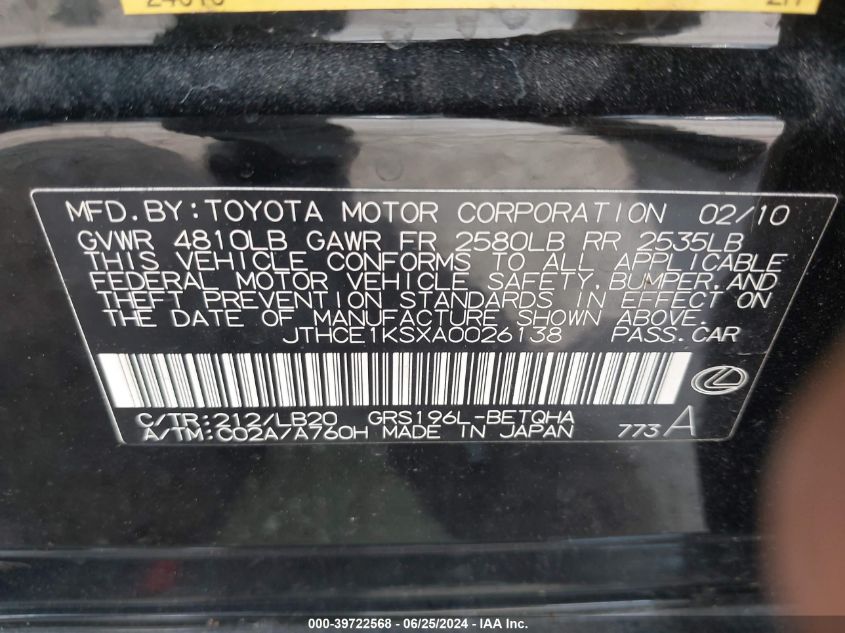 MFD.BY:TOYOTA MOTOR CORPORATION 02/10
GVWR 4810LB GAWR FR 2580LB RR 2535LB
THIS VEHICLE CONFORMS TO ALL APPLICABLE
FEDERAL MOTOR VEHICLE SAFETY,BUMPER,AND
THEFT PREVENTION STANDARDS IN EFFECT ON
THE DATE OF MANUFACTURE SHOWN ABOVE.
JTHCE1KSXA0026138 PASS.CAR
C/TR:212/LB20 GRS196L-BETQHA
A/TM:C02A/A760H MADE IN JAPAN 773A
000-39722568 - 06/25/2024 - IAA Inc.